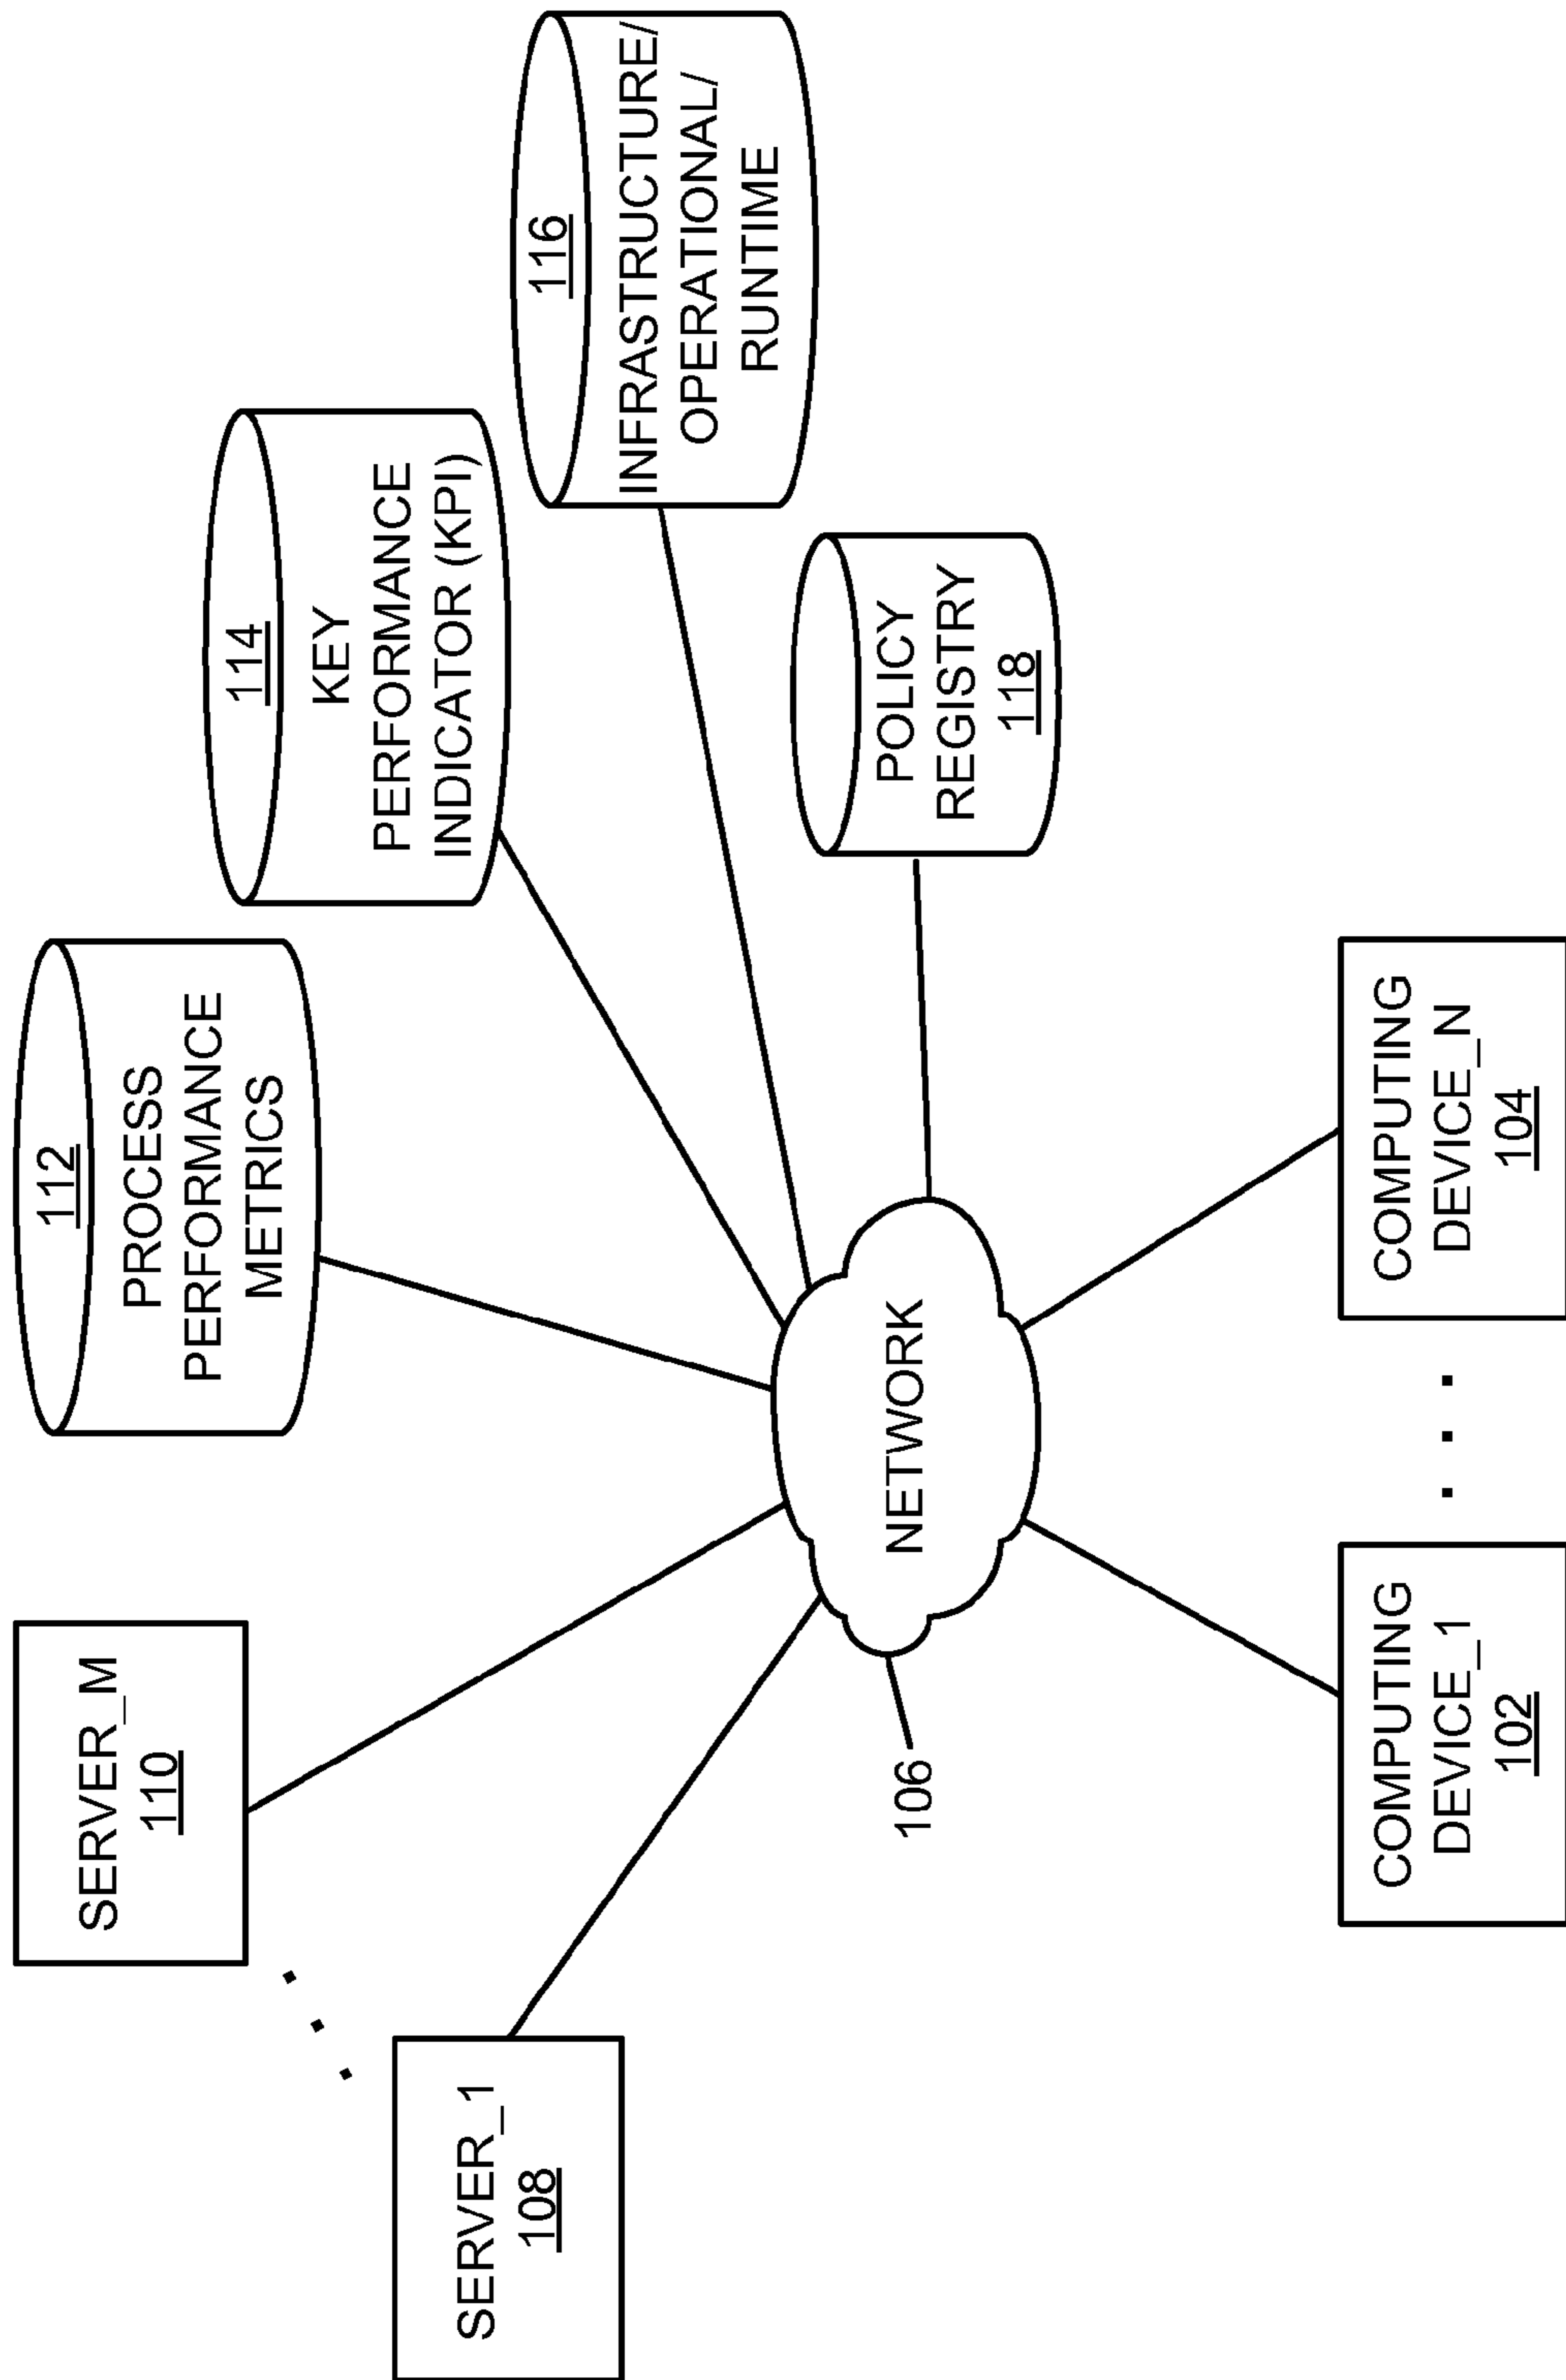 SERVER_M
110
112
PROCESS
PERFORMANCE
METRICS
114
KEY
PERFORMANCE
INDICATOR (KPI)
SERVER_1
108
116
INFRASTRUCTURE/
OPERATIONAL/
RUNTIME
NETWORK
106
POLICY
REGISTRY
118
COMPUTING
DEVICE_1
102
COMPUTING
DEVICE_N
104